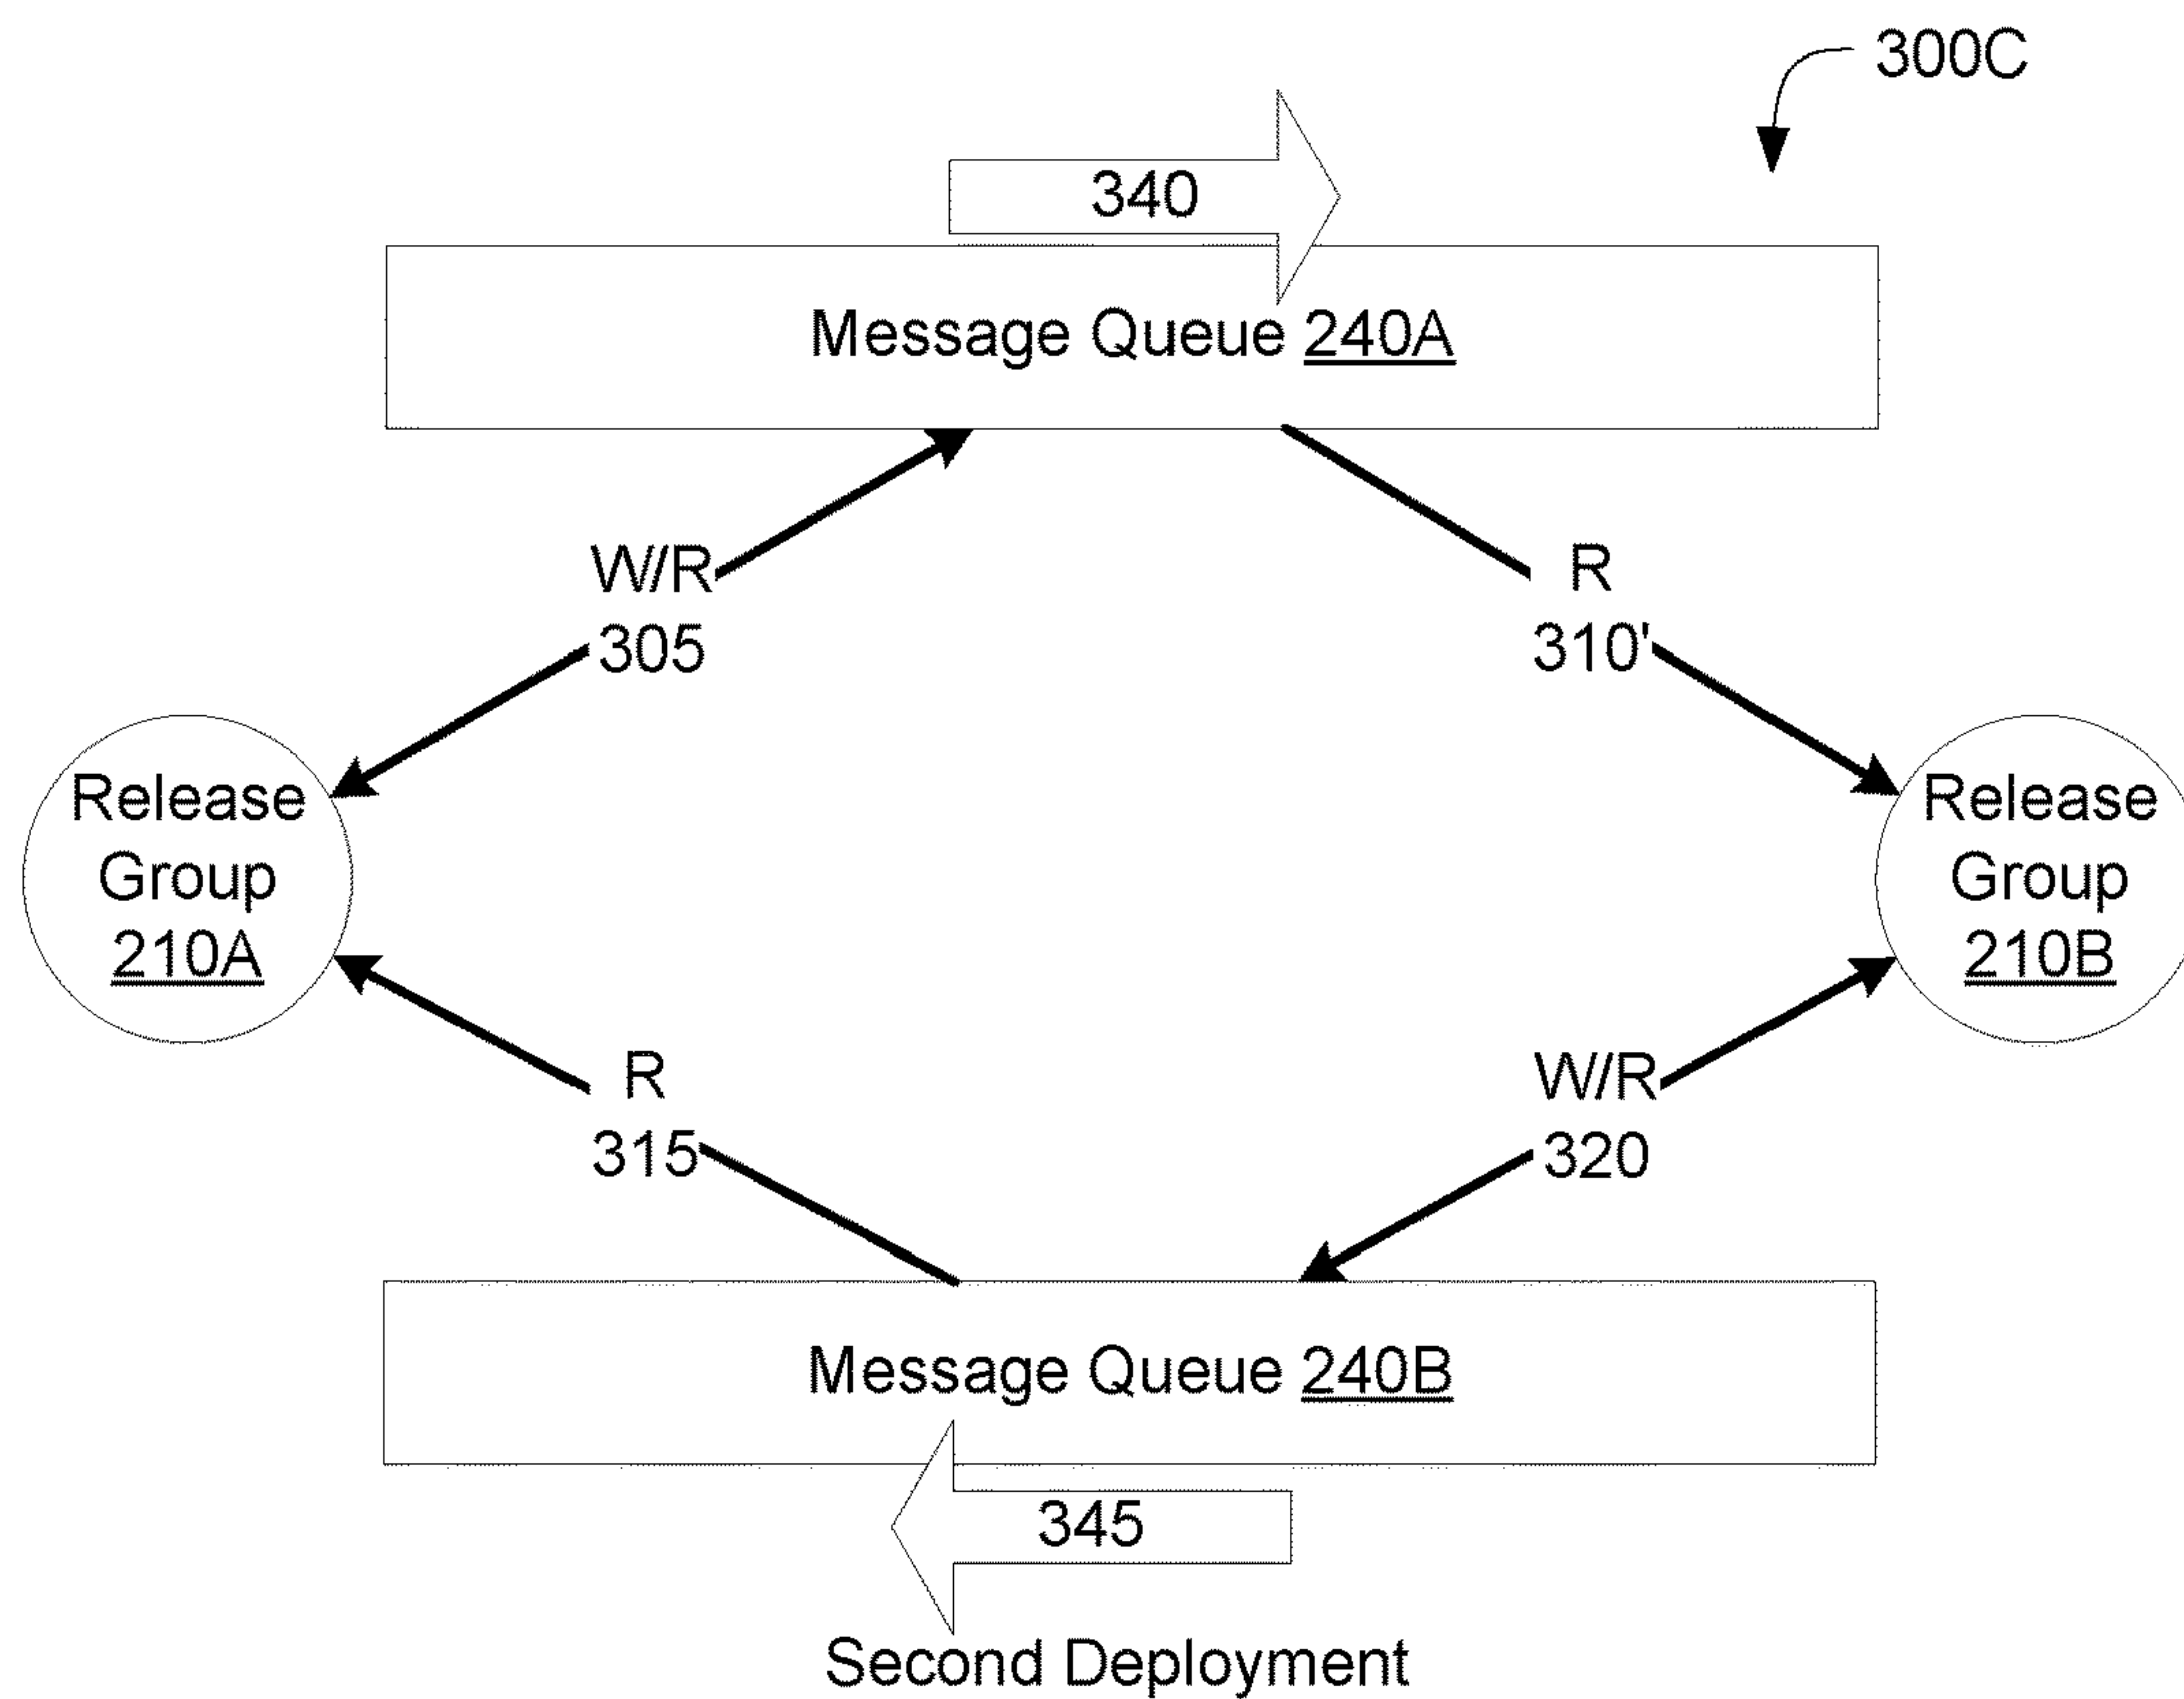 300C
340
Message Queue 240A
W/R
305
R
310'
Release
Group
210A
Release
Group
210B
R
315
W/R
320
Message Queue 240B
345
Second Deployment